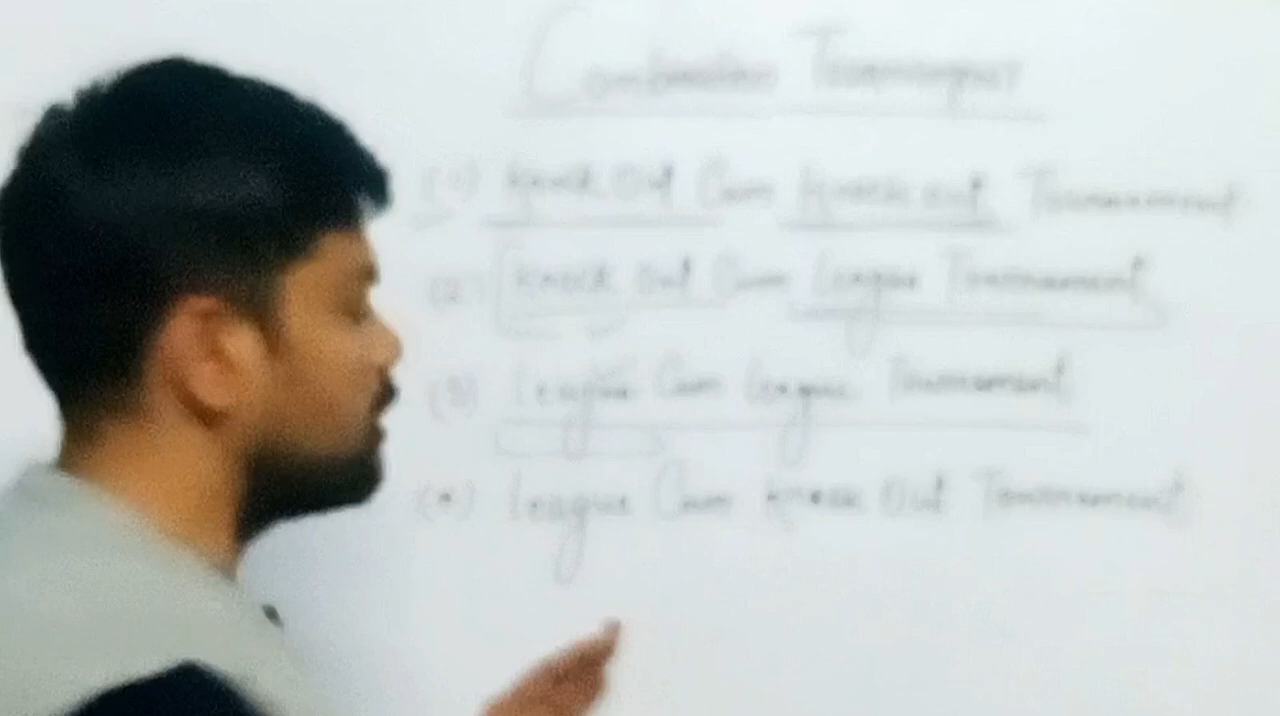 Combination Tournament
(1) Knock Out Cum Knock out Tournament
(2) Knock Out Cum League Tournament
(3) League Cum League Tournament
(4) League Cum Knock Out Tournament